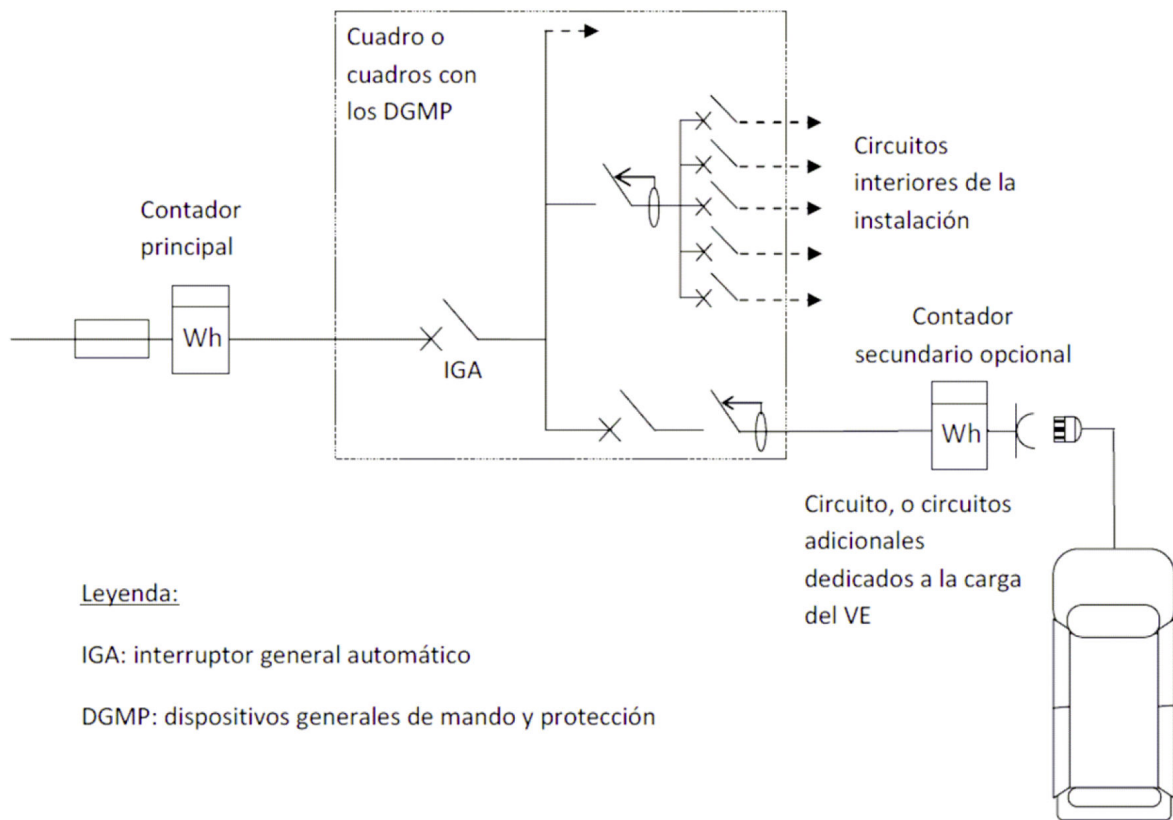 Cuadro o
cuadros con
los DGMP
Circuitos
interiores de la
instalación
Contador
principal
Wh
IGA
Contador
secundario opcional
Wh
Circuito, o circuitos
adicionales
dedicados a la carga
del VE
Leyenda:
IGA: interruptor general automático
DGMP: dispositivos generales de mando y protección